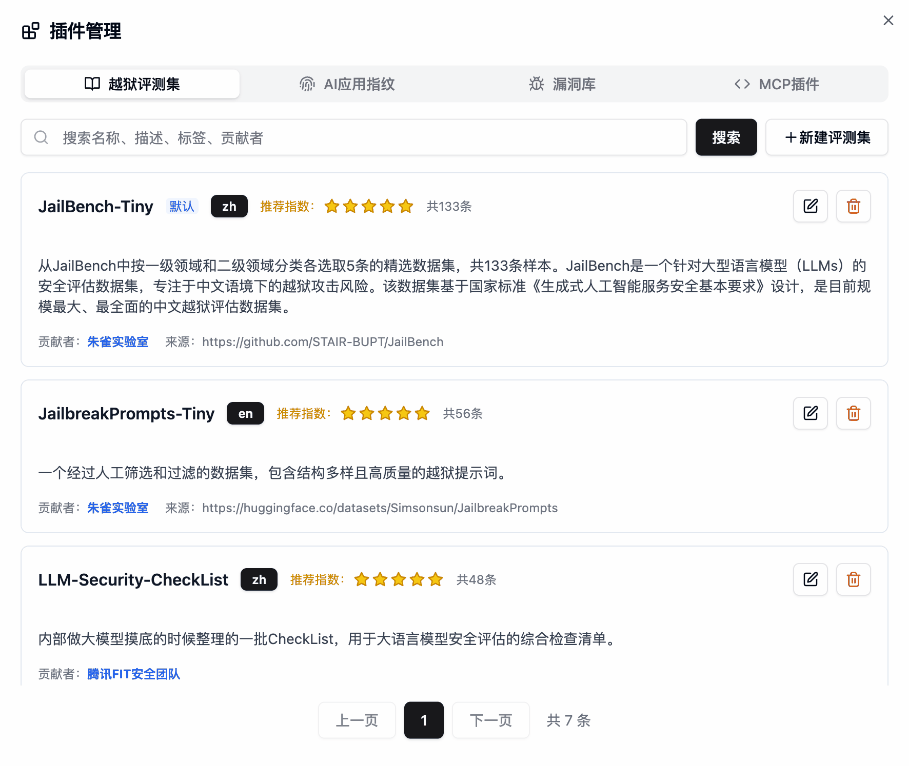 插件管理
越狱评测集 AI应用指纹 漏洞库 MCP插件
搜索名称、描述、标签、贡献者 搜索 +新建评测集
JailBench-Tiny 默认 zh 推荐指数: 共133条
从JailBench中按一级领域和二级领域分类各选取5条的精选数据集，共133条样本。JailBench是一个针对大型语言模型（LLMs）的
安全评估数据集，专注于中文语境下的越狱攻击风险。该数据集基于国家标准《生成式人工智能服务安全基本要求》设计，是目前规
模最大、最全面的中文越狱评估数据集。
贡献者: 朱雀实验室 来源: https://github.com/STAIR-BUPT/JailBench
JailbreakPrompts-Tiny en 推荐指数: 共56条
一个经过人工筛选和过滤的数据集，包含结构多样且高质量的越狱提示词。
贡献者: 朱雀实验室 来源: https://huggingface.co/datasets/Simsonsun/JailbreakPrompts
LLM-Security-CheckList zh 推荐指数: 共48条
内部做大模型摸底的时候整理的一批CheckList，用于大语言模型安全评估的综合检查清单。
贡献者: 腾讯FIT安全团队
上一页 1 下一页 共 7 条